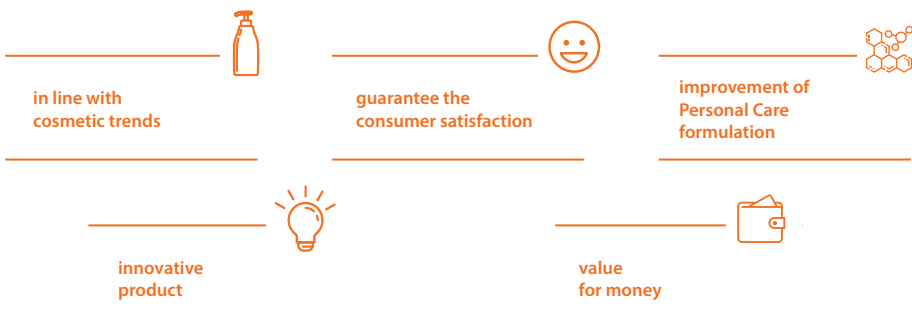 in line with
cosmetic trends
guarantee the
consumer satisfaction
improvement of
Personal Care
formulation
innovative
product
value
for money